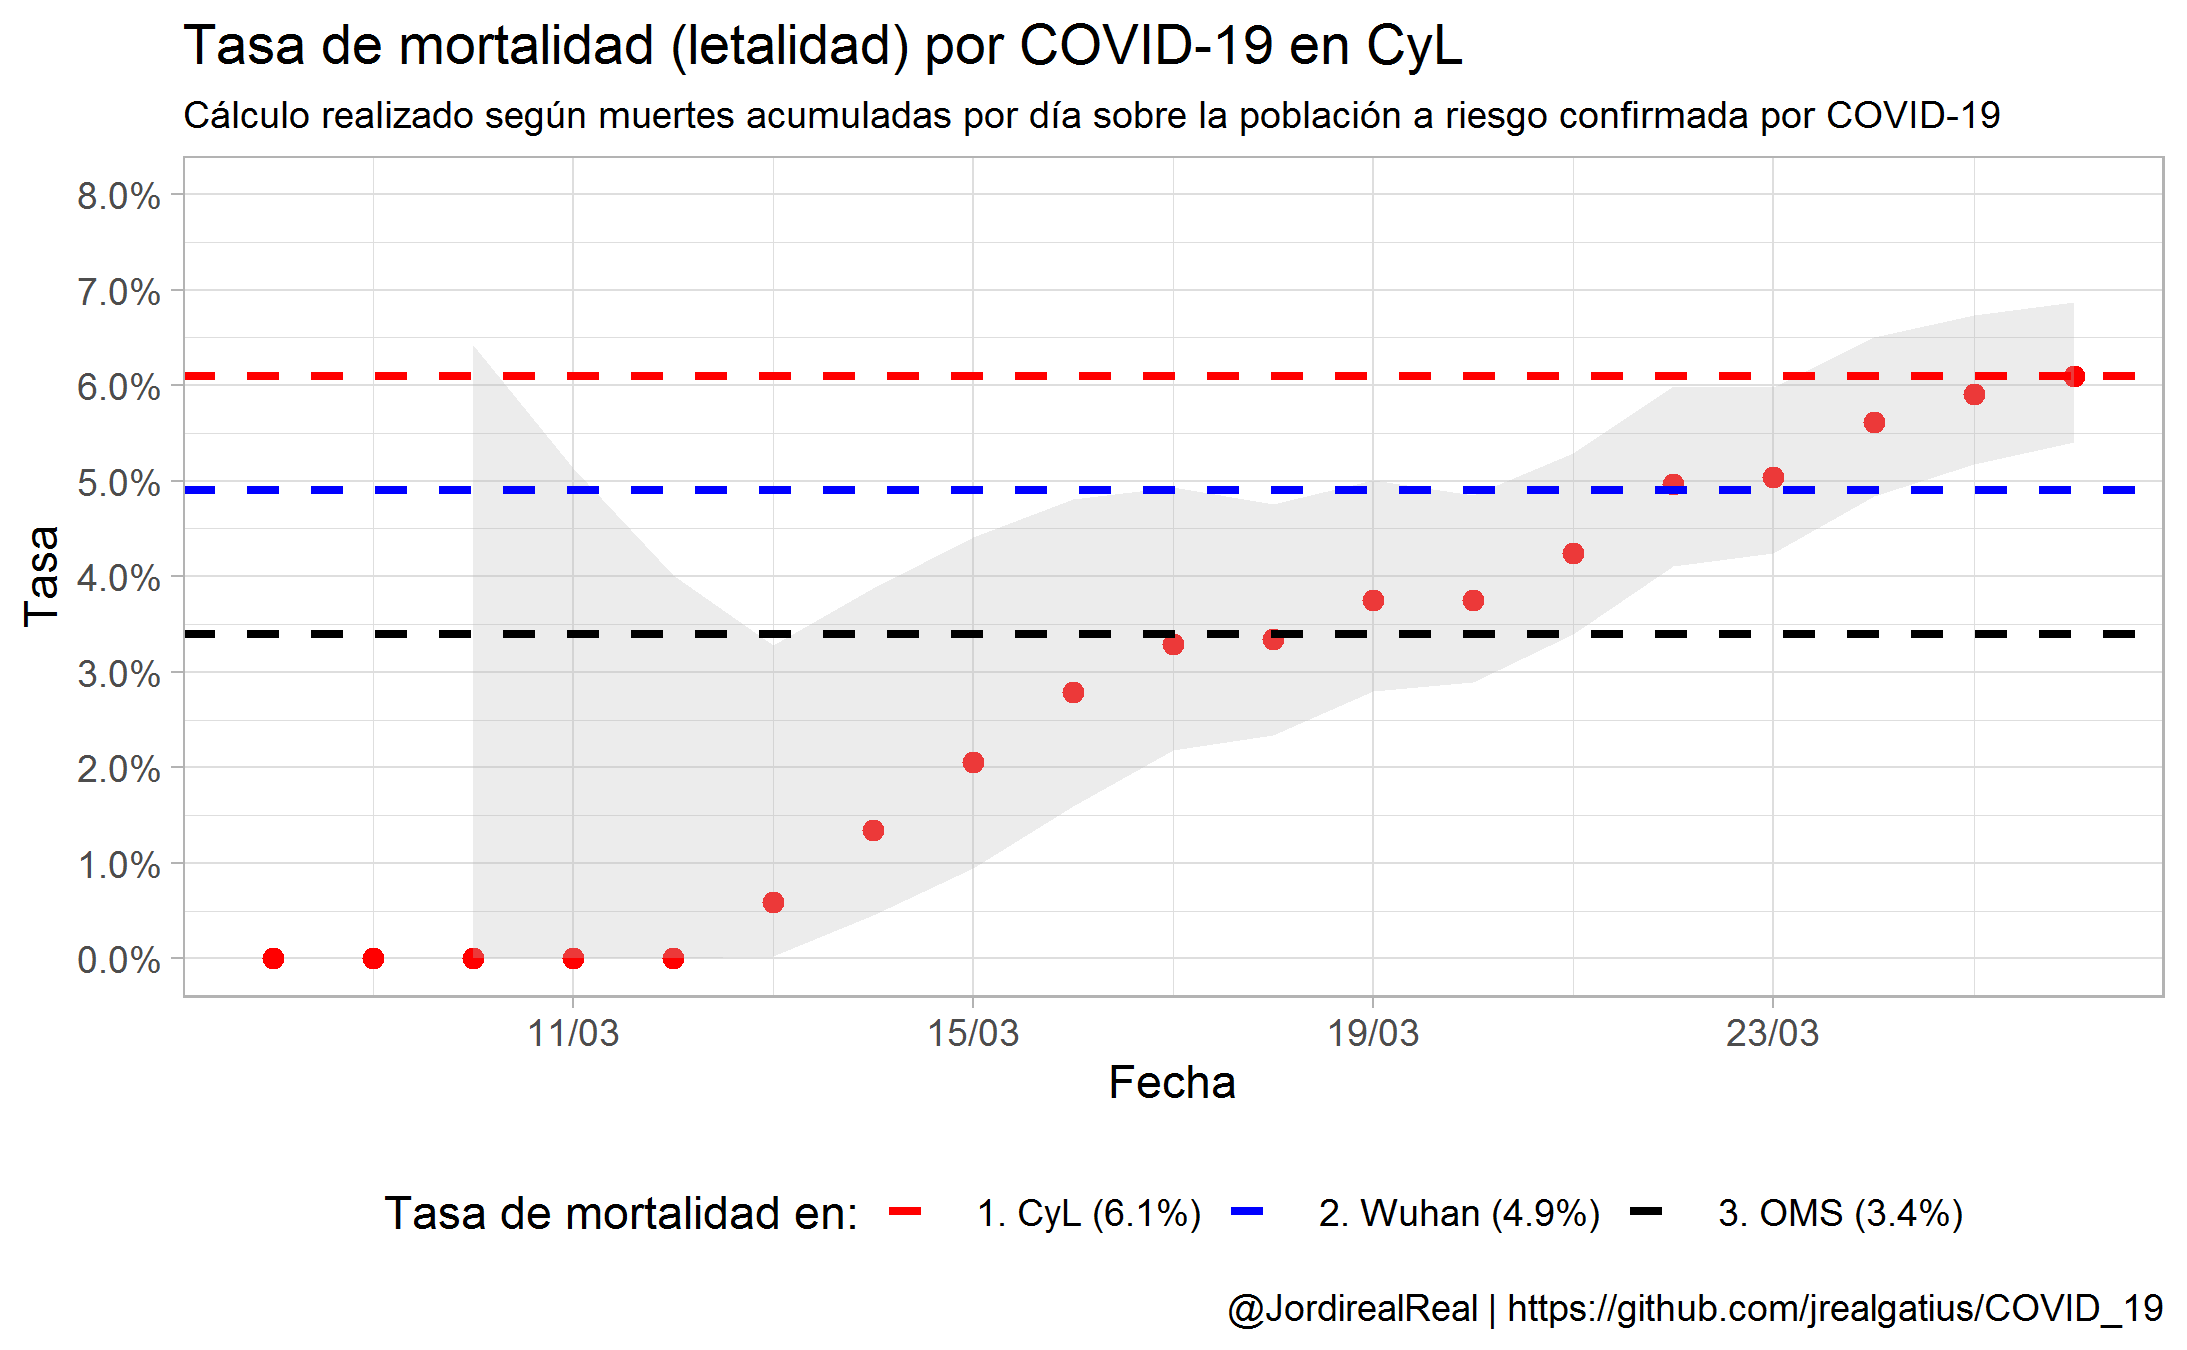 Tasa de mortalidad (letalidad) por COVID-19 en CyL
Cálculo realizado según muertes acumuladas por día sobre la población a riesgo confirmada por COVID-19
8.0%
7.0%
6.0%
5.0%
4.0%
3.0%
2.0%
1.0%
0.0%
Tasa
11/03 15/03 19/03 23/03
Fecha
Tasa de mortalidad en: 1. CyL (6.1%) 2. Wuhan (4.9%) 3. OMS (3.4%)
@JordirealReal | https://github.com/jrealgatius/COVID_19